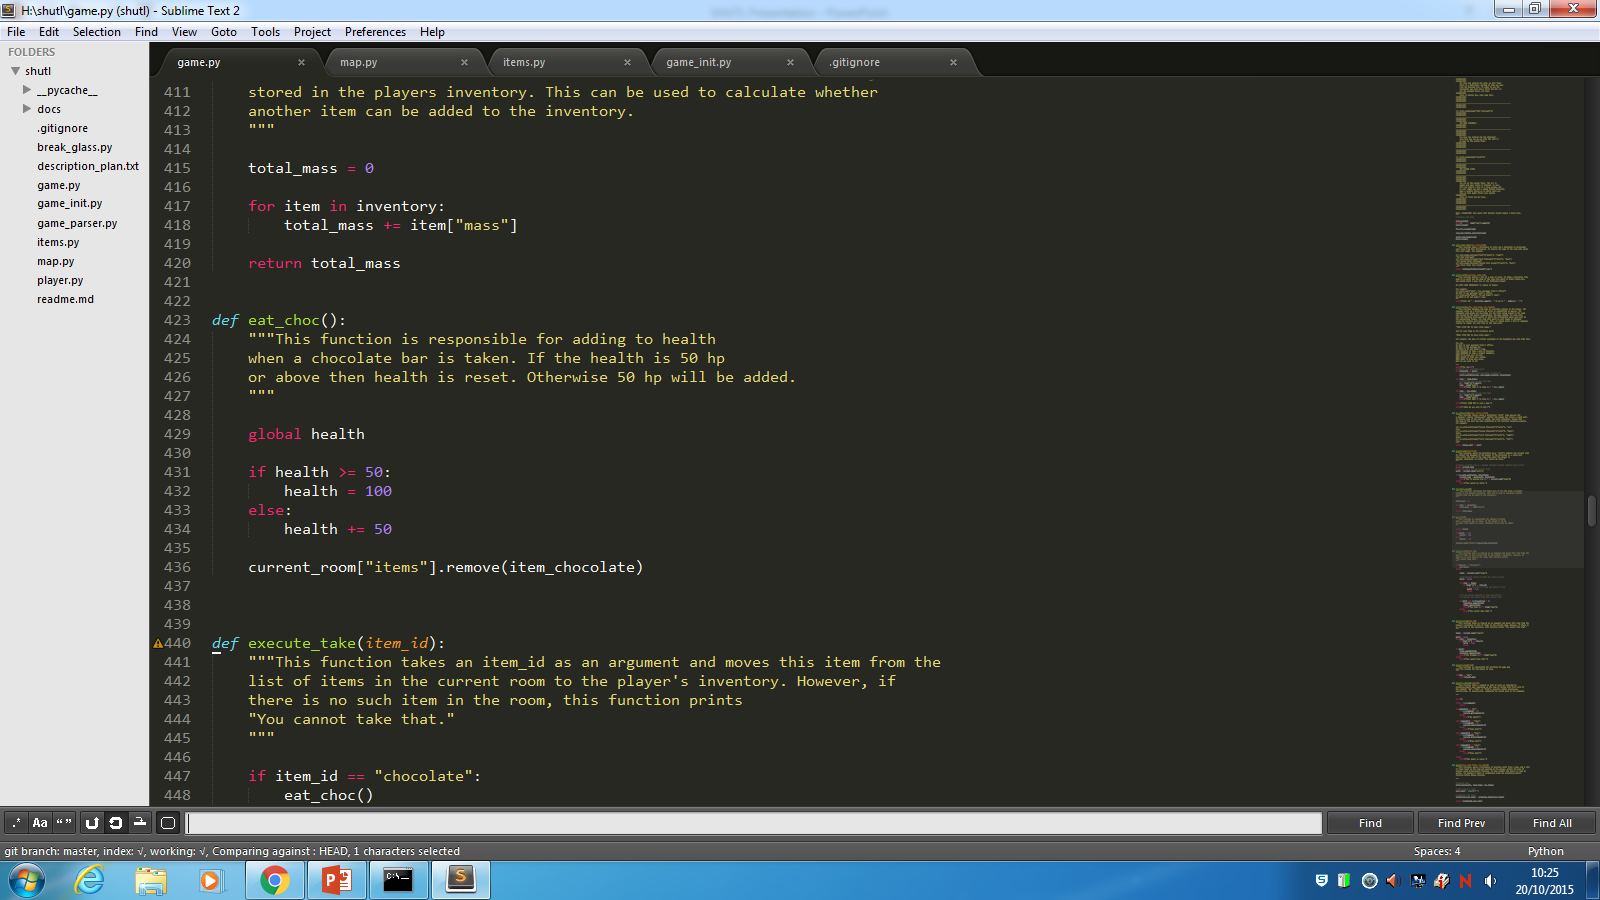 H:\shutl\game.py (shutl) - Sublime Text 2
File Edit Selection Find View Goto Tools Project Preferences Help
FOLDERS
shutl
__pycache__
docs
.gitignore
break_glass.py
description_plan.txt
game.py
game_init.py
game_parser.py
items.py
map.py
player.py
readme.md
game.py × map.py × items.py × game_init.py × .gitignore ×
411 stored in the players inventory. This can be used to calculate whether
412 another item can be added to the inventory.
413 """
414
415 total_mass = 0
416
417 for item in inventory:
418 total_mass += item["mass"]
419
420 return total_mass
421
422
423 def eat_choc():
424 """This function is responsible for adding to health
425 when a chocolate bar is taken. If the health is 50 hp
426 or above then health is reset. Otherwise 50 hp will be added.
427 """
428
429 global health
430
431 if health >= 50:
432 health = 100
433 else:
434 health += 50
435
436 current_room["items"].remove(item_chocolate)
437
438
439
440 def execute_take(item_id):
441 """This function takes an item_id as an argument and moves this item from the
442 list of items in the current room to the player's inventory. However, if
443 there is no such item in the room, this function prints
444 "You cannot take that."
445 """
446
447 if item_id == "chocolate":
448 eat_choc()
.* Aa “ ” Find Find Prev Find All
git branch: master, index: √, working: √, Comparing against : HEAD, 1 characters selected Spaces: 4 Python
10:25
20/10/2015